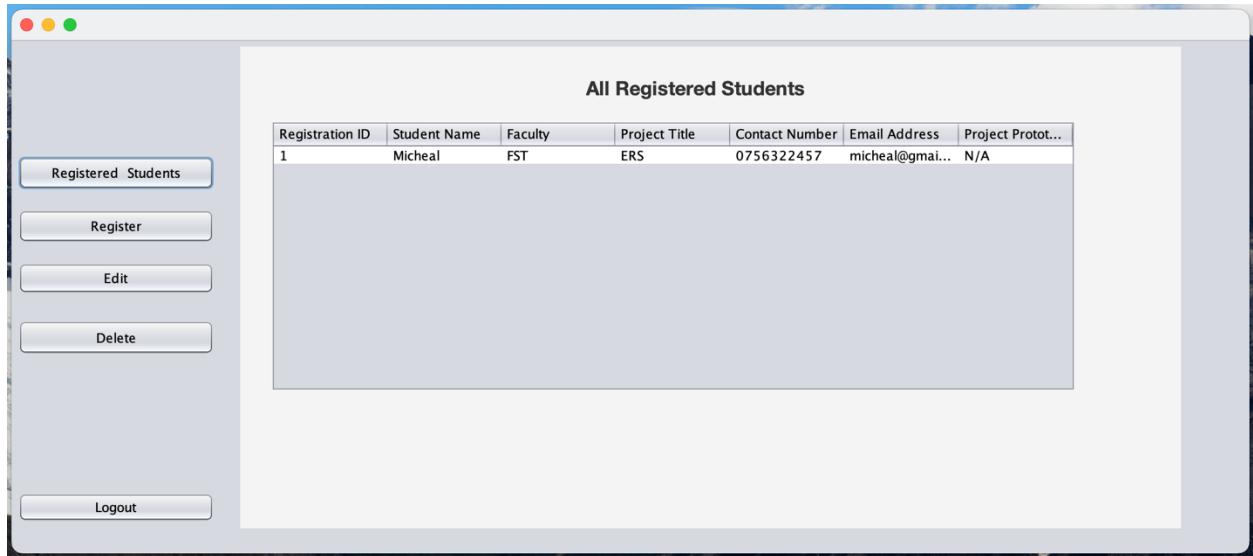 All Registered Students
Registration ID Student Name Faculty Project Title Contact Number Email Address Project Protot...
1 Micheal FST ERS 0756322457 micheal@gmai... N/A
Registered Students
Register
Edit
Delete
Logout